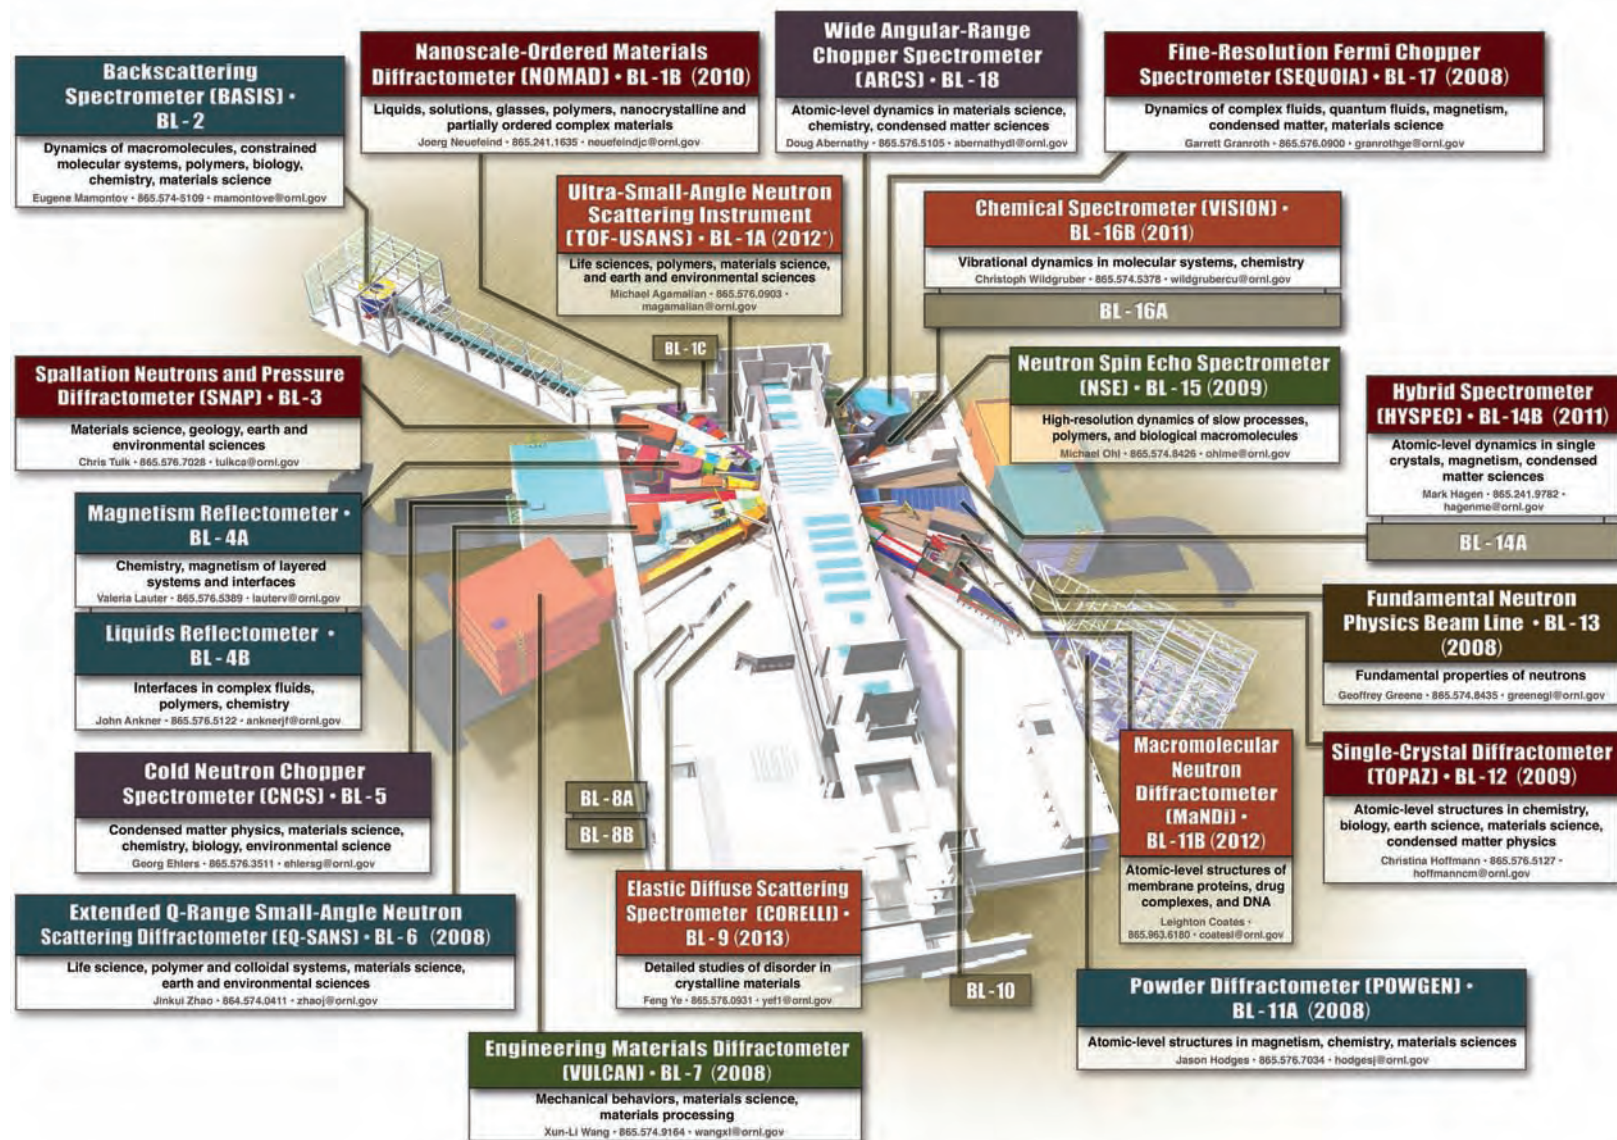 Backscattering
Spectrometer (BASIS) •
BL - 2
Dynamics of macromolecules, constrained
molecular systems, polymers, biology,
chemistry, materials science
Eugene Mamontov • 865.574-5109 • mamontove@ornl.gov
Nanoscale-Ordered Materials
Diffractometer (NOMAD) • BL - 1B (2010)
Liquids, solutions, glasses, polymers, nanocrystalline and
partially ordered complex materials
Joerg Neuefeind • 865.241.1635 • neuefeindjc@ornl.gov
Wide Angular-Range
Chopper Spectrometer
(ARCS) • BL - 18
Atomic-level dynamics in materials science,
chemistry, condensed matter sciences
Doug Abernathy • 865.576.5105 • abernathydl@ornl.gov
Fine-Resolution Fermi Chopper
Spectrometer (SEQUOIA) • BL - 17 (2008)
Dynamics of complex fluids, quantum fluids, magnetism,
condensed matter, materials science
Garrett Granroth • 865.576.0900 • granrothge@ornl.gov
Ultra-Small-Angle Neutron
Scattering Instrument
(TOF-USANS) • BL - 1A (2012*)
Life sciences, polymers, materials science,
and earth and environmental sciences
Michael Agamalian • 865.576.0903 •
magamalian@ornl.gov
Chemical Spectrometer (VISION) •
BL - 16B (2011)
Vibrational dynamics in molecular systems, chemistry
Christoph Wildgruber • 865.574.5378 • wildgrubercu@ornl.gov
BL - 16A
BL - 1C
Neutron Spin Echo Spectrometer
(NSE) • BL - 15 (2009)
High-resolution dynamics of slow processes,
polymers, and biological macromolecules
Michael Ohl • 865.574.8426 • ohlme@ornl.gov
Spallation Neutrons and Pressure
Diffractometer (SNAP) • BL - 3
Materials science, geology, earth and
environmental sciences
Chris Tulk • 865.576.7028 • tulkca@ornl.gov
Hybrid Spectrometer
(HYSPEC) • BL - 14B (2011)
Atomic-level dynamics in single
crystals, magnetism, condensed
matter sciences
Mark Hagen • 865.241.9782 •
hagenme@ornl.gov
BL - 14A
Magnetism Reflectometer •
BL - 4A
Chemistry, magnetism of layered
systems and interfaces
Valeria Lauter • 865.576.5389 • lauterv@ornl.gov
Liquids Reflectometer •
BL - 4B
Interfaces in complex fluids,
polymers, chemistry
John Ankner • 865.576.5122 • anknerjf@ornl.gov
Fundamental Neutron
Physics Beam Line • BL - 13
(2008)
Fundamental properties of neutrons
Geoffrey Greene • 865.574.8435 • greenegl@ornl.gov
Cold Neutron Chopper
Spectrometer (CNCS) • BL - 5
Condensed matter physics, materials science,
chemistry, biology, environmental science
Georg Ehlers • 865.576.3511 • ehlersg@ornl.gov
BL - 8A
BL - 8B
Macromolecular
Neutron
Diffractometer
(MaNDi) •
BL - 11B (2012)
Atomic-level structures of
membrane proteins, drug
complexes, and DNA
Leighton Coates •
865.963.6180 • coatesl@ornl.gov
Single-Crystal Diffractometer
(TOPAZ) • BL - 12 (2009)
Atomic-level structures in chemistry,
biology, earth science, materials science,
condensed matter physics
Christina Hoffmann • 865.576.5127 •
hoffmanncm@ornl.gov
Extended Q-Range Small-Angle Neutron
Scattering Diffractometer (EQ-SANS) • BL - 6 (2008)
Life science, polymer and colloidal systems, materials science,
earth and environmental sciences
Jinkui Zhao • 864.574.0411 • zhaoj@ornl.gov
Elastic Diffuse Scattering
Spectrometer (CORELLI) •
BL - 9 (2013)
Detailed studies of disorder in
crystalline materials
Feng Ye • 865.576.0931 • yef1@ornl.gov
BL - 10
Powder Diffractometer (POWGEN) •
BL - 11A (2008)
Atomic-level structures in magnetism, chemistry, materials sciences
Jason Hodges • 865.576.7034 • hodgesj@ornl.gov
Engineering Materials Diffractometer
(VULCAN) • BL - 7 (2008)
Mechanical behaviors, materials science,
materials processing
Xun-Li Wang • 865.574.9164 • wangxl@ornl.gov